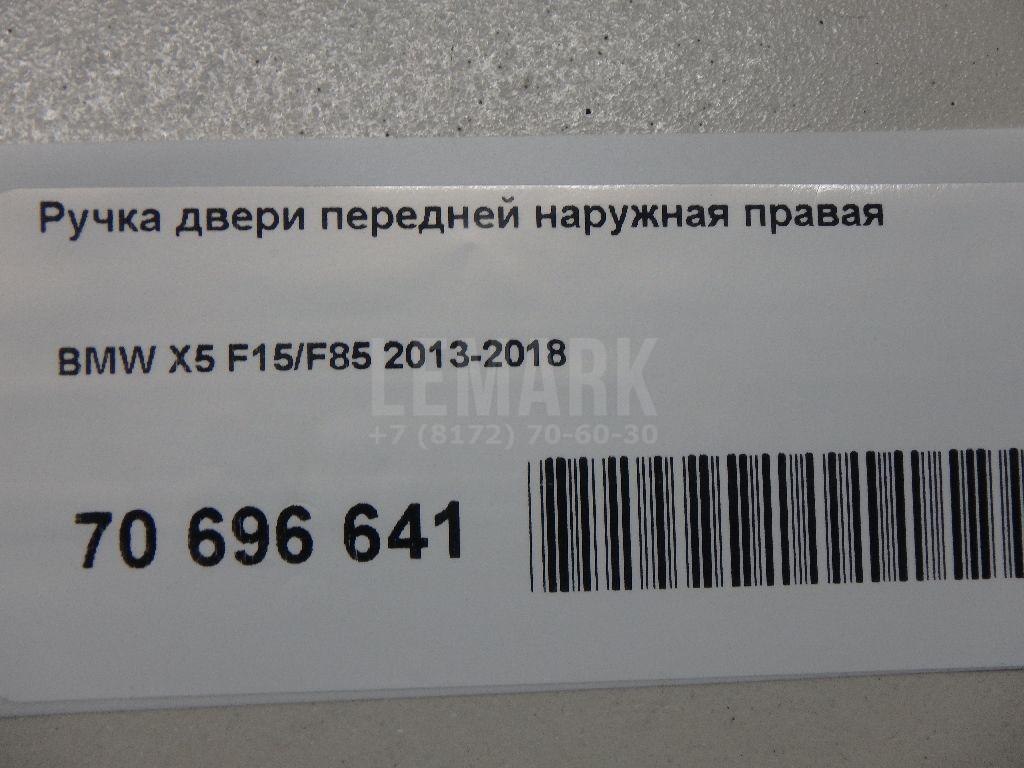 Ручка двери передней наружная правая
BMW X5 F15/F85 2013-2018
LEMARK
+7 (8172) 70-60-30
70 696 641